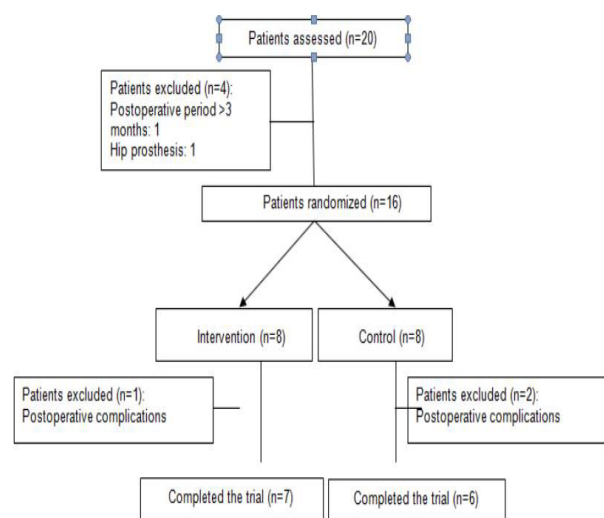 Patients assessed (n=20)
Patients excluded (n=4):
Postoperative period >3
months: 1
Hip prosthesis: 1
Patients randomized (n=16)
Intervention (n=8)
Control (n=8)
Patients excluded (n=1):
Postoperative complications
Patients excluded (n=2):
Postoperative complications
Completed the trial (n=7)
Completed the trial (n=6)